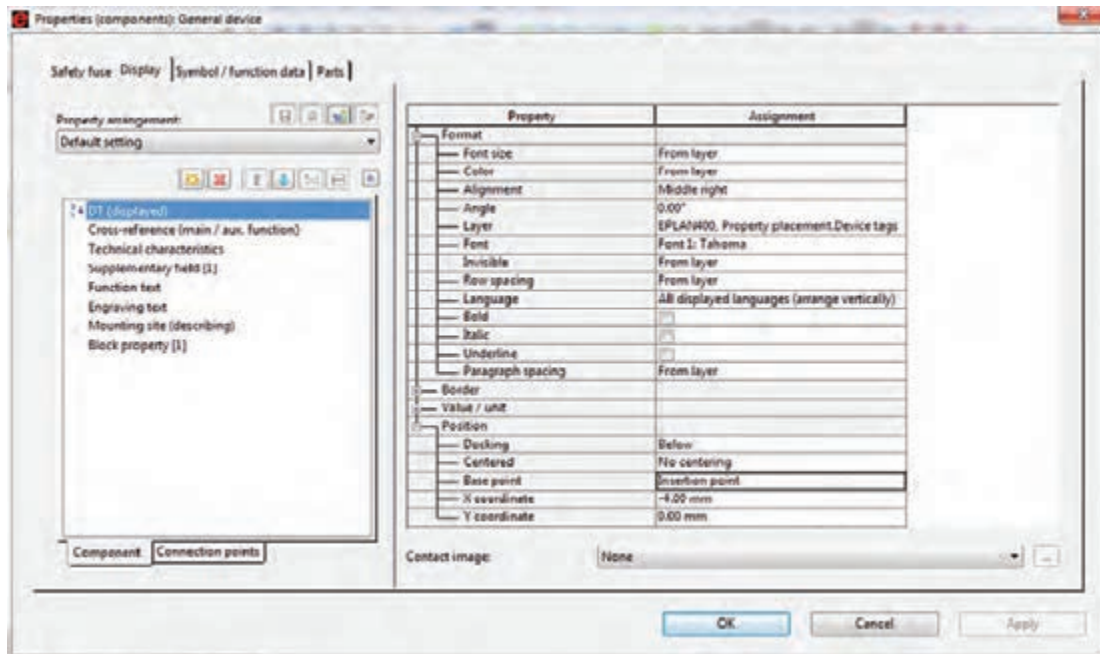 Properties (components): General device
Safety fuse Display Symbol / function data Parts
Property arrangement:
Default setting
DT (displayed)
Cross-reference (main / aux. function)
Technical characteristics
Supplementary field [1]
Function text
Engraving text
Mounting site (describing)
Block property [1]
Component Connection points
Property Assignment
Format
Font size From layer
Color From layer
Alignment Middle right
Angle 0.00°
Layer EPLAN400, Property placement.Device tags
Font Font 1: Tahoma
Invisible From layer
Row spacing From layer
Language All displayed languages (arrange vertically)
Bold
Italic
Underline
Paragraph spacing From layer
Border
Value / unit
Position
Docking Below
Centered No centering
Base point Insertion point
X coordinate -4.00 mm
Y coordinate 0.00 mm
Contact image: None
...
OK Cancel Apply